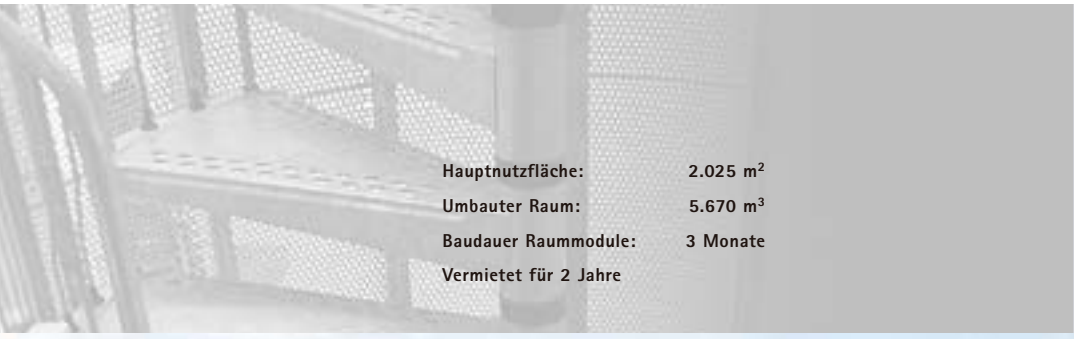 Hauptnutzfläche: 2.025 m²
Umbauter Raum: 5.670 m³
Baudauer Raummodule: 3 Monate
Vermietet für 2 Jahre